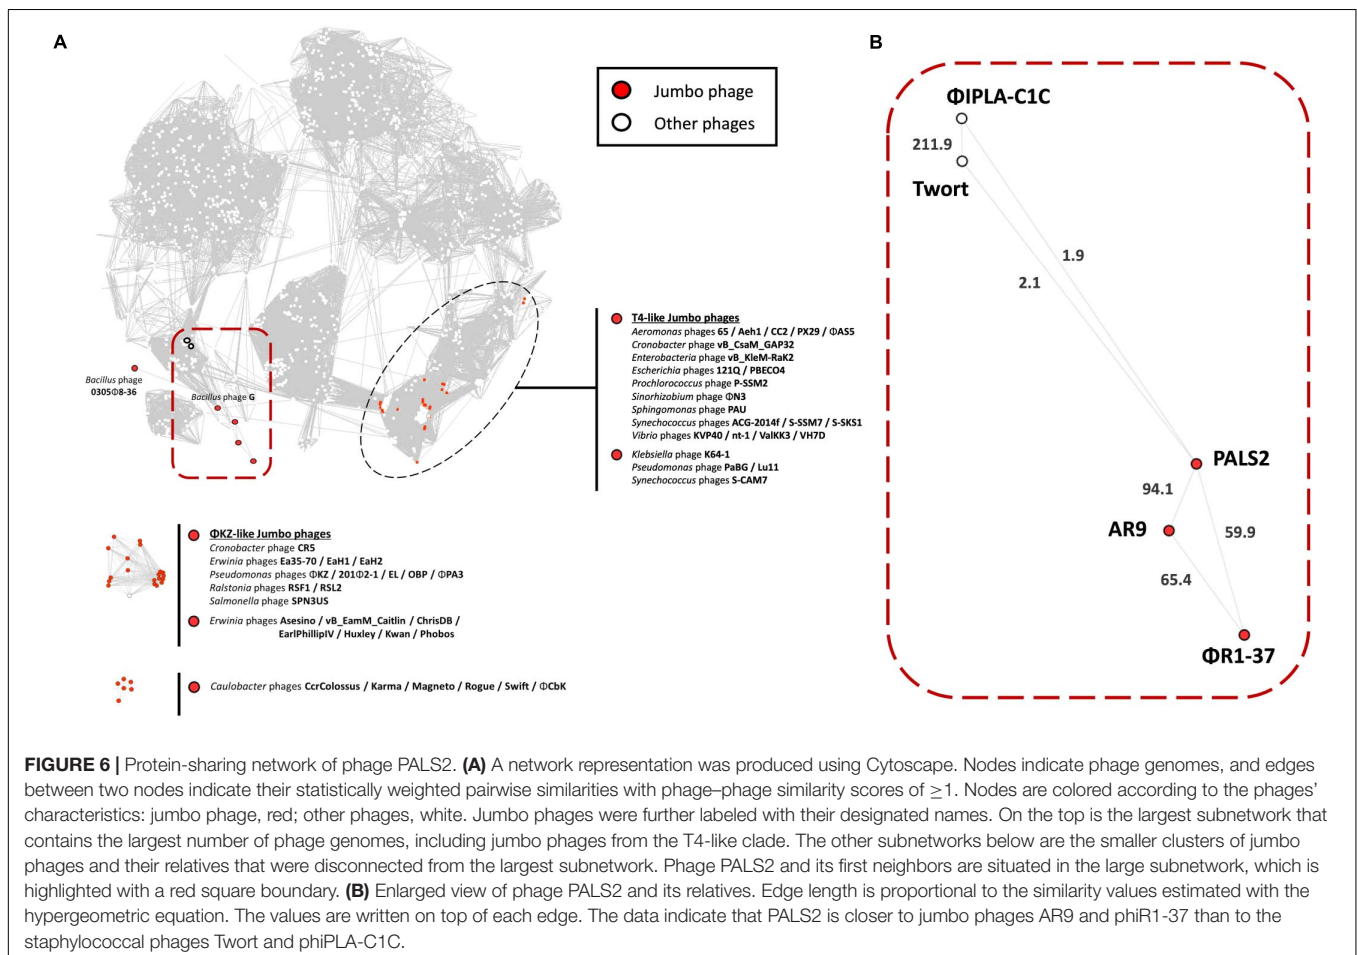 A
B
Jumbo phage
Other phages
Bacillus phage
0305Φ8-36
Bacillus phage G
T4-like Jumbo phages
Aeromonas phages 65 / Aeh1 / CC2 / PX29 / ΦAS5
Cronobacter phage vB_CsaM_GAP32
Enterobacteria phage vB_KleM-RaK2
Escherichia phages 121Q / PBECO4
Prochlorococcus phage P-SSM2
Sinorhizobium phage ΦN3
Sphingomonas phage PAU
Synechococcus phages ACG-2014f / S-SSM7 / S-SKS1
Vibrio phages KVP40 / nt-1 / ValKK3 / VH7D
Klebsiella phage K64-1
Pseudomonas phage PaBG / Lu11
Synechococcus phages S-CAM7
ΦKZ-like Jumbo phages
Cronobacter phage CR5
Erwinia phages Ea35-70 / EaH1 / EaH2
Pseudomonas phages ΦKZ / 201Φ2-1 / EL / OBP / ΦPA3
Ralstonia phages RSF1 / RSL2
Salmonella phage SPN3US
Erwinia phages Asesino / vB_EamM_Caitlin / ChrisDB /
EarlPhillipIV / Huxley / Kwan / Phobos
Caulobacter phages CcrColossus / Karma / Magneto / Rogue / Swift / ΦCbK
ΦIPLA-C1C
211.9
Twort
1.9
2.1
PALS2
94.1
AR9
59.9
65.4
ΦR1-37
FIGURE 6 | Protein-sharing network of phage PALS2. (A) A network representation was produced using Cytoscape. Nodes indicate phage genomes, and edges
between two nodes indicate their statistically weighted pairwise similarities with phage–phage similarity scores of ≥1. Nodes are colored according to the phages'
characteristics: jumbo phage, red; other phages, white. Jumbo phages were further labeled with their designated names. On the top is the largest subnetwork that
contains the largest number of phage genomes, including jumbo phages from the T4-like clade. The other subnetworks below are the smaller clusters of jumbo
phages and their relatives that were disconnected from the largest subnetwork. Phage PALS2 and its first neighbors are situated in the large subnetwork, which is
highlighted with a red square boundary. (B) Enlarged view of phage PALS2 and its relatives. Edge length is proportional to the similarity values estimated with the
hypergeometric equation. The values are written on top of each edge. The data indicate that PALS2 is closer to jumbo phages AR9 and phiR1-37 than to the
staphylococcal phages Twort and phiPLA-C1C.